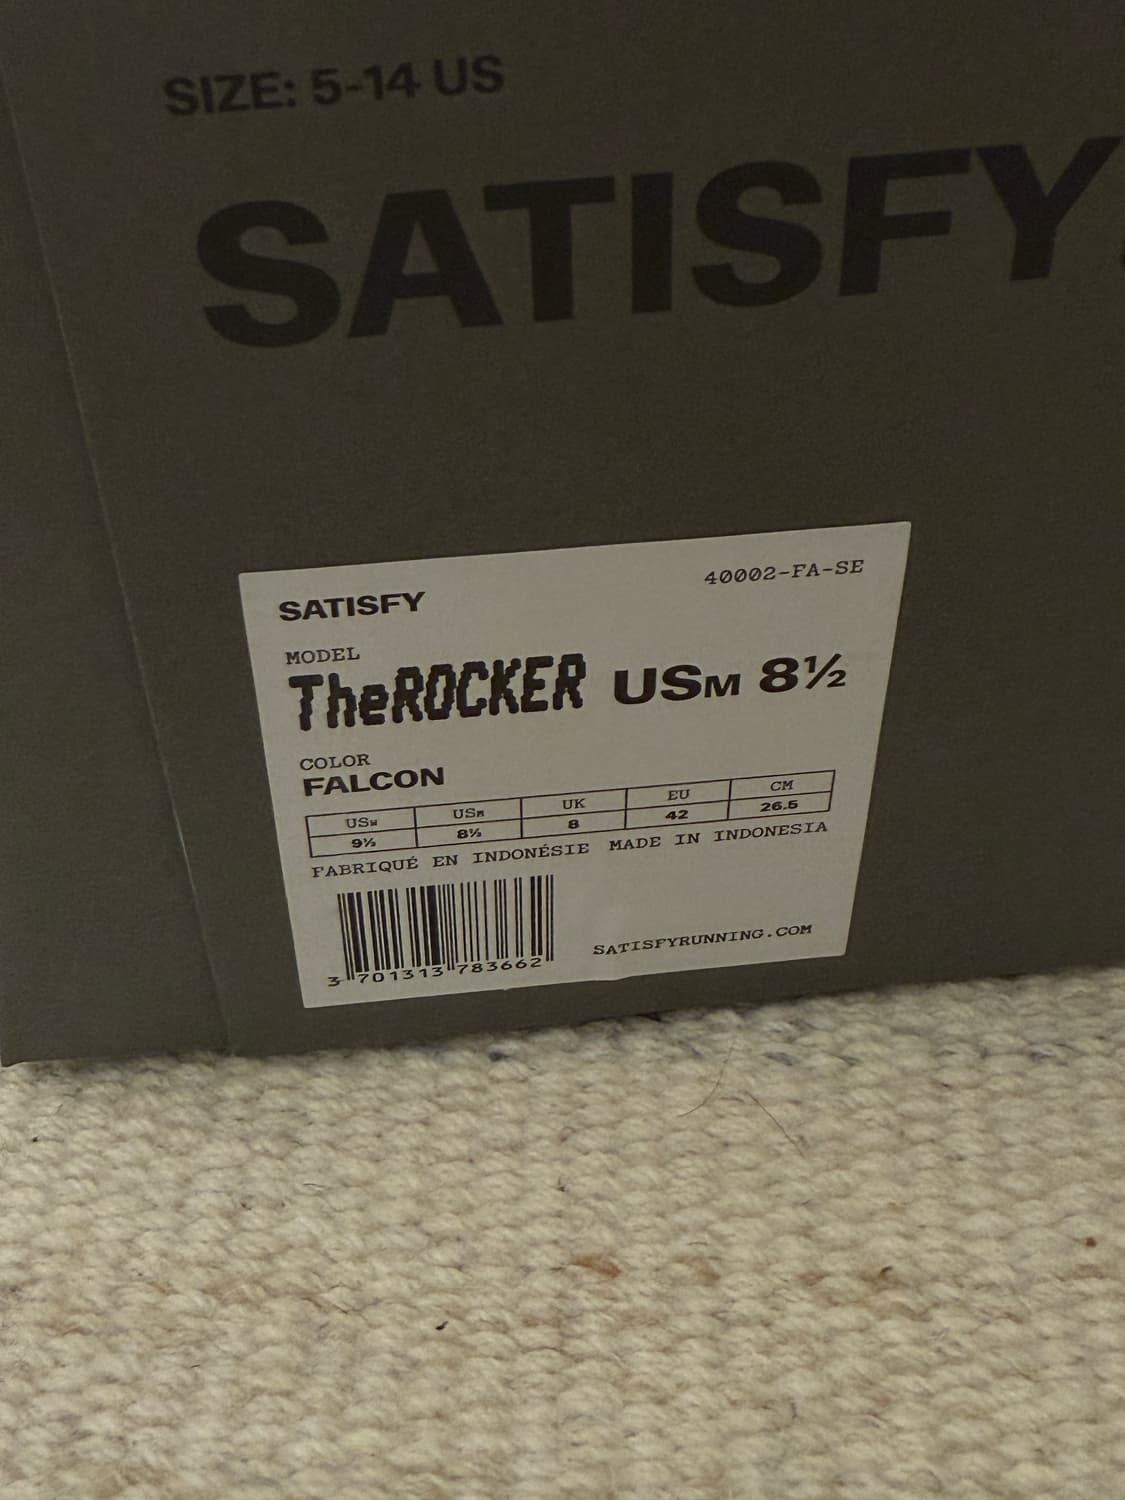 SIZE: 5-14 US
SATISFY
40002-FA-SE
SATISFY
MODEL
TheROCKER USM 8½
COLOR
FALCON
USW USM UK EU CM
9½ 8½ 8 42 26.5
FABRIQUÉ EN INDONÉSIE MADE IN INDONESIA
SATISFYRUNNING.COM
3 701313 783662